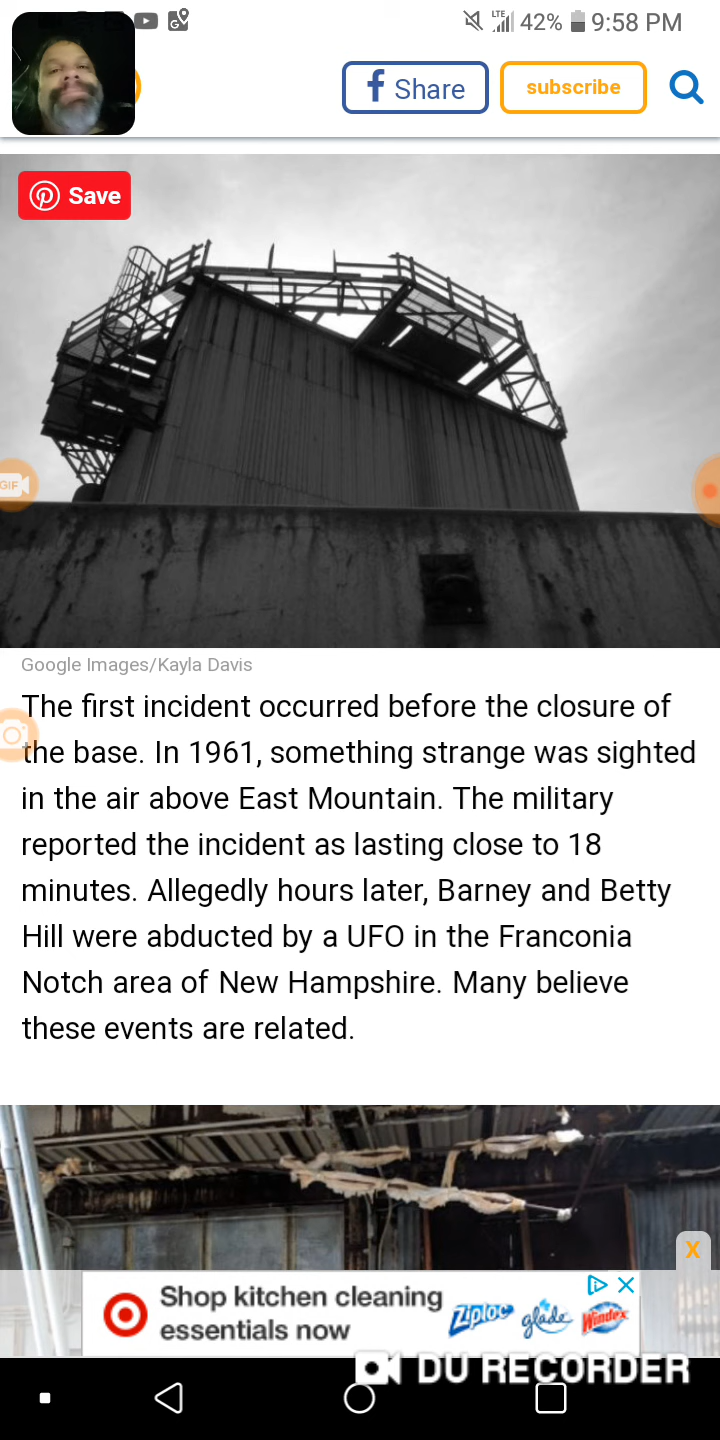 LTE 42% 9:58 PM
Share
subscribe
Save
GIF
Google Images/Kayla Davis
The first incident occurred before the closure of
the base. In 1961, something strange was sighted
in the air above East Mountain. The military
reported the incident as lasting close to 18
minutes. Allegedly hours later, Barney and Betty
Hill were abducted by a UFO in the Franconia
Notch area of New Hampshire. Many believe
these events are related.
X
Shop kitchen cleaning
essentials now
Ziploc glade Windex
DU RECORDER